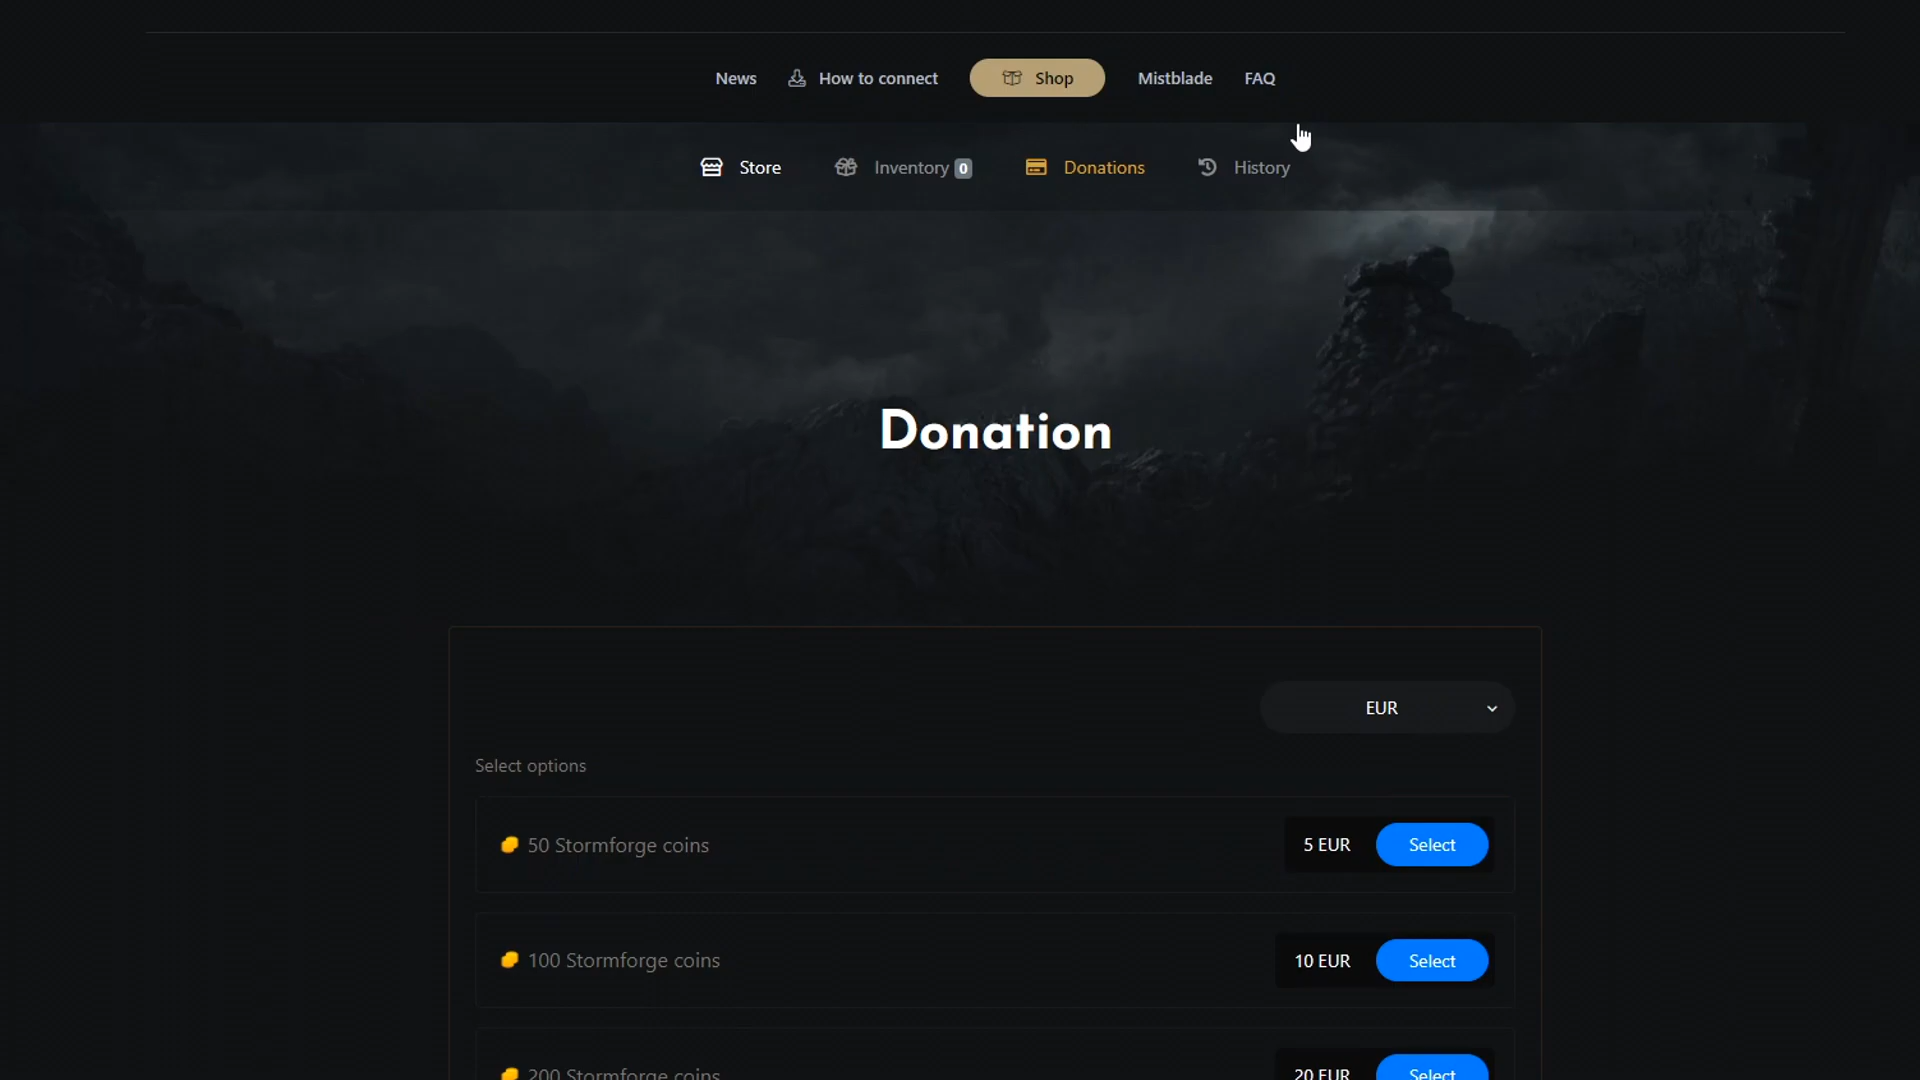 News How to connect Shop Mistblade FAQ
Store Inventory 0 Donations History
Donation
EUR
Select options
50 Stormforge coins 5 EUR Select
100 Stormforge coins 10 EUR Select
200 Stormforge coins 20 EUR Select